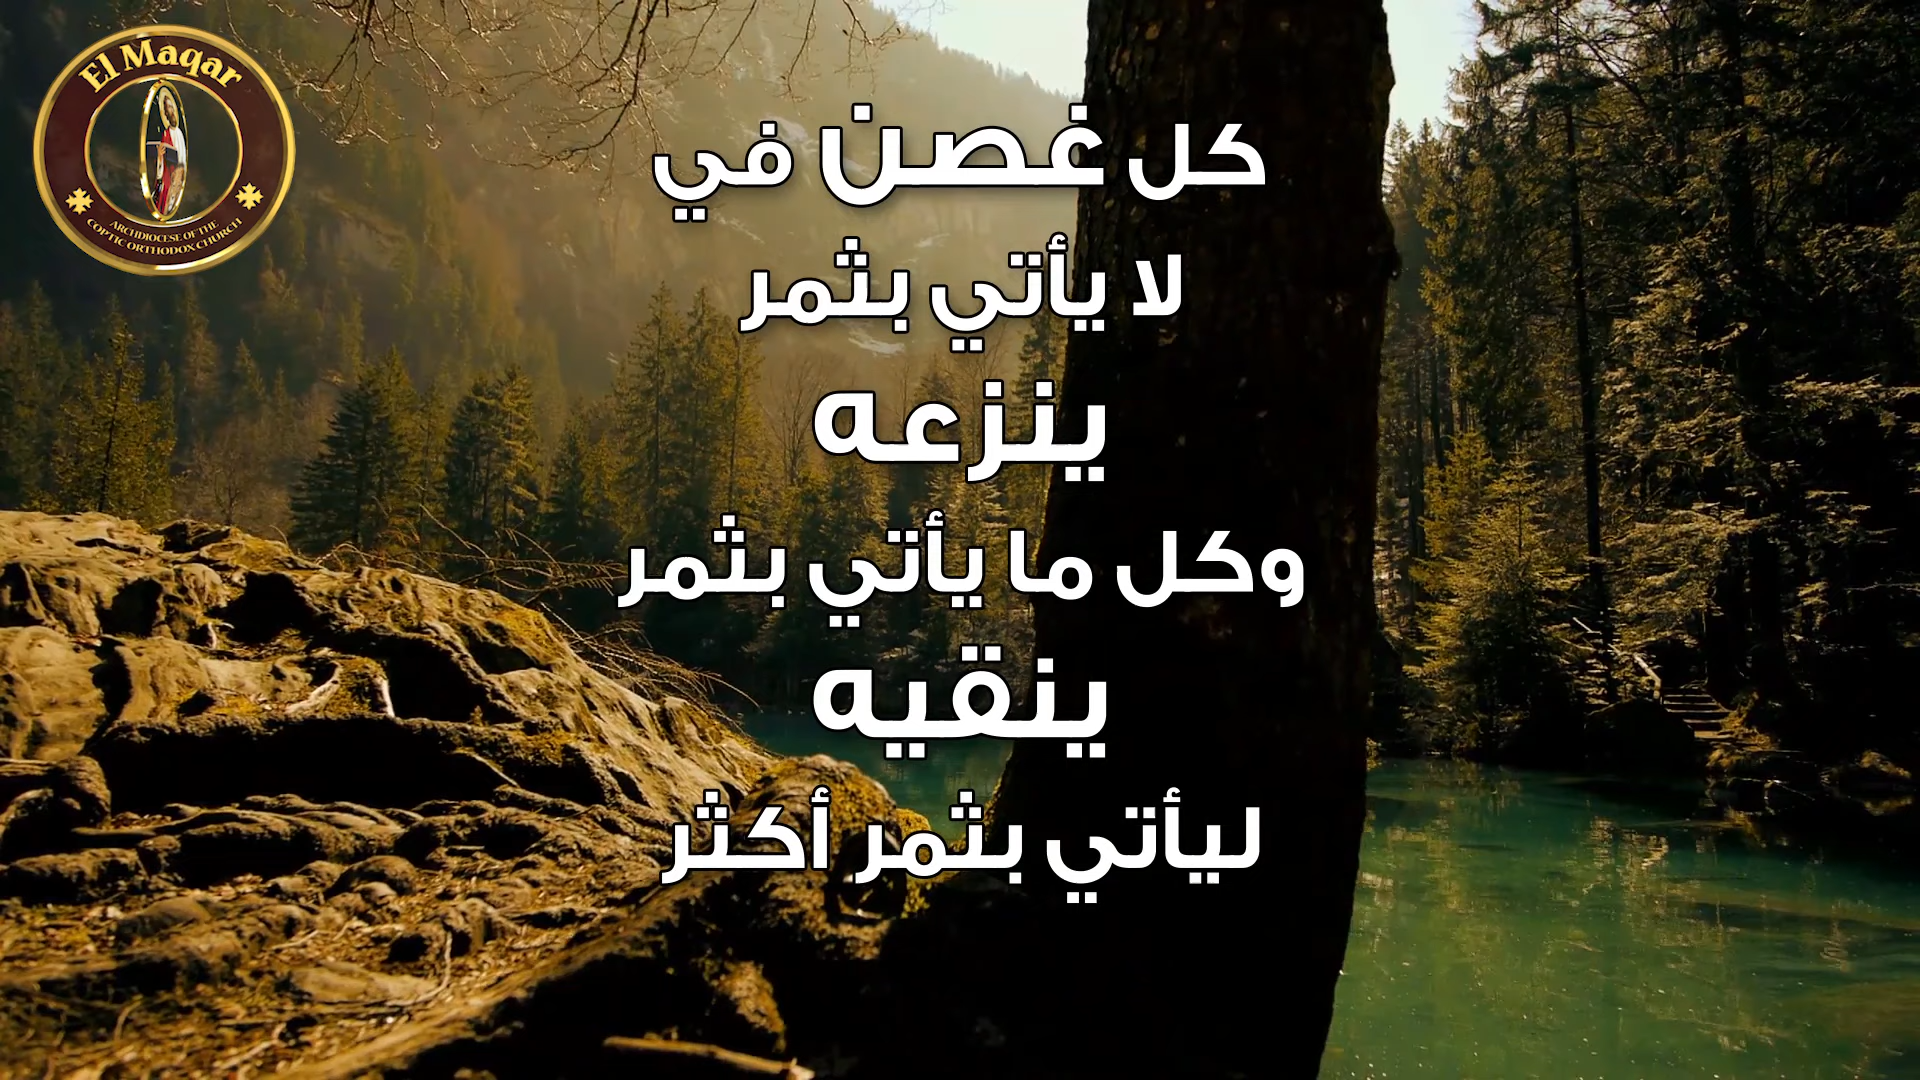 El Maqar
ARCHDIOCESE OF THE
COPTIC ORTHODOX CHURCH
كل غصن في
لا يأتي بثمر
ينزعه
وكل ما يأتي بثمر
ينقيه
ليأتي بثمر أكثر